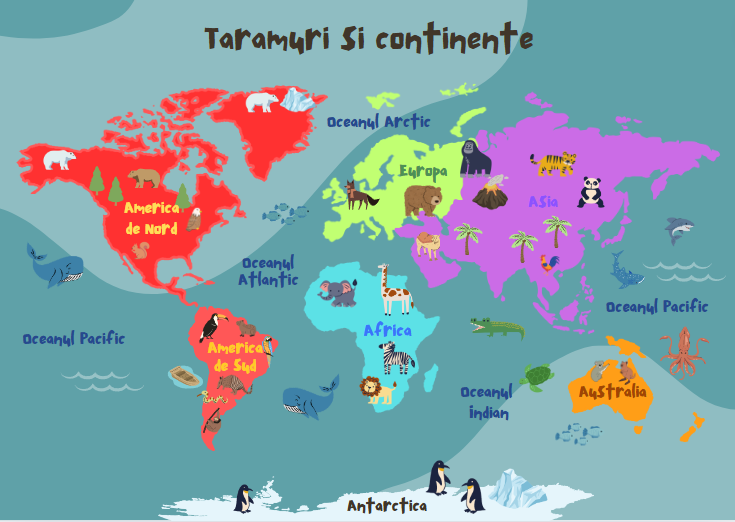 Taramuri Si continente
Oceanul Arctic
Europa
Asia
America
de Nord
Oceanul
Atlantic
Oceanul Pacific
Oceanul Pacific
Africa
America
de Sud
Oceanul
indian
Australia
Antarctica